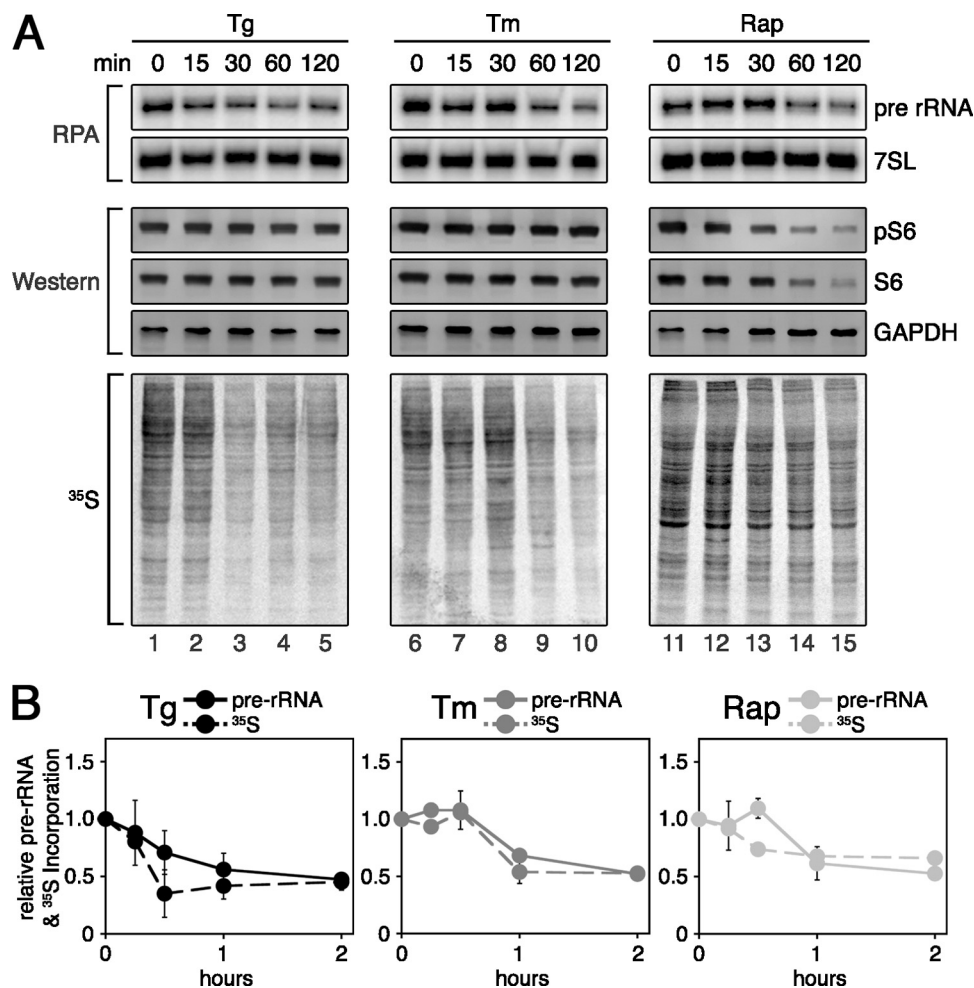 A
Tg Tm Rap
min 0 15 30 60 120 0 15 30 60 120 0 15 30 60 120
RPA
pre rRNA
7SL
Western
pS6
S6
GAPDH
35S
1 2 3 4 5 6 7 8 9 10 11 12 13 14 15
B
Tg pre-rRNA 35S
Tm pre-rRNA 35S
Rap pre-rRNA 35S
relative pre-rRNA
& 35S Incorporation
1.5 1.0 0.5 0
0 1 2
hours
1.5 1.0 0.5 0
0 1 2
hours
1.5 1.0 0.5 0
0 1 2
hours